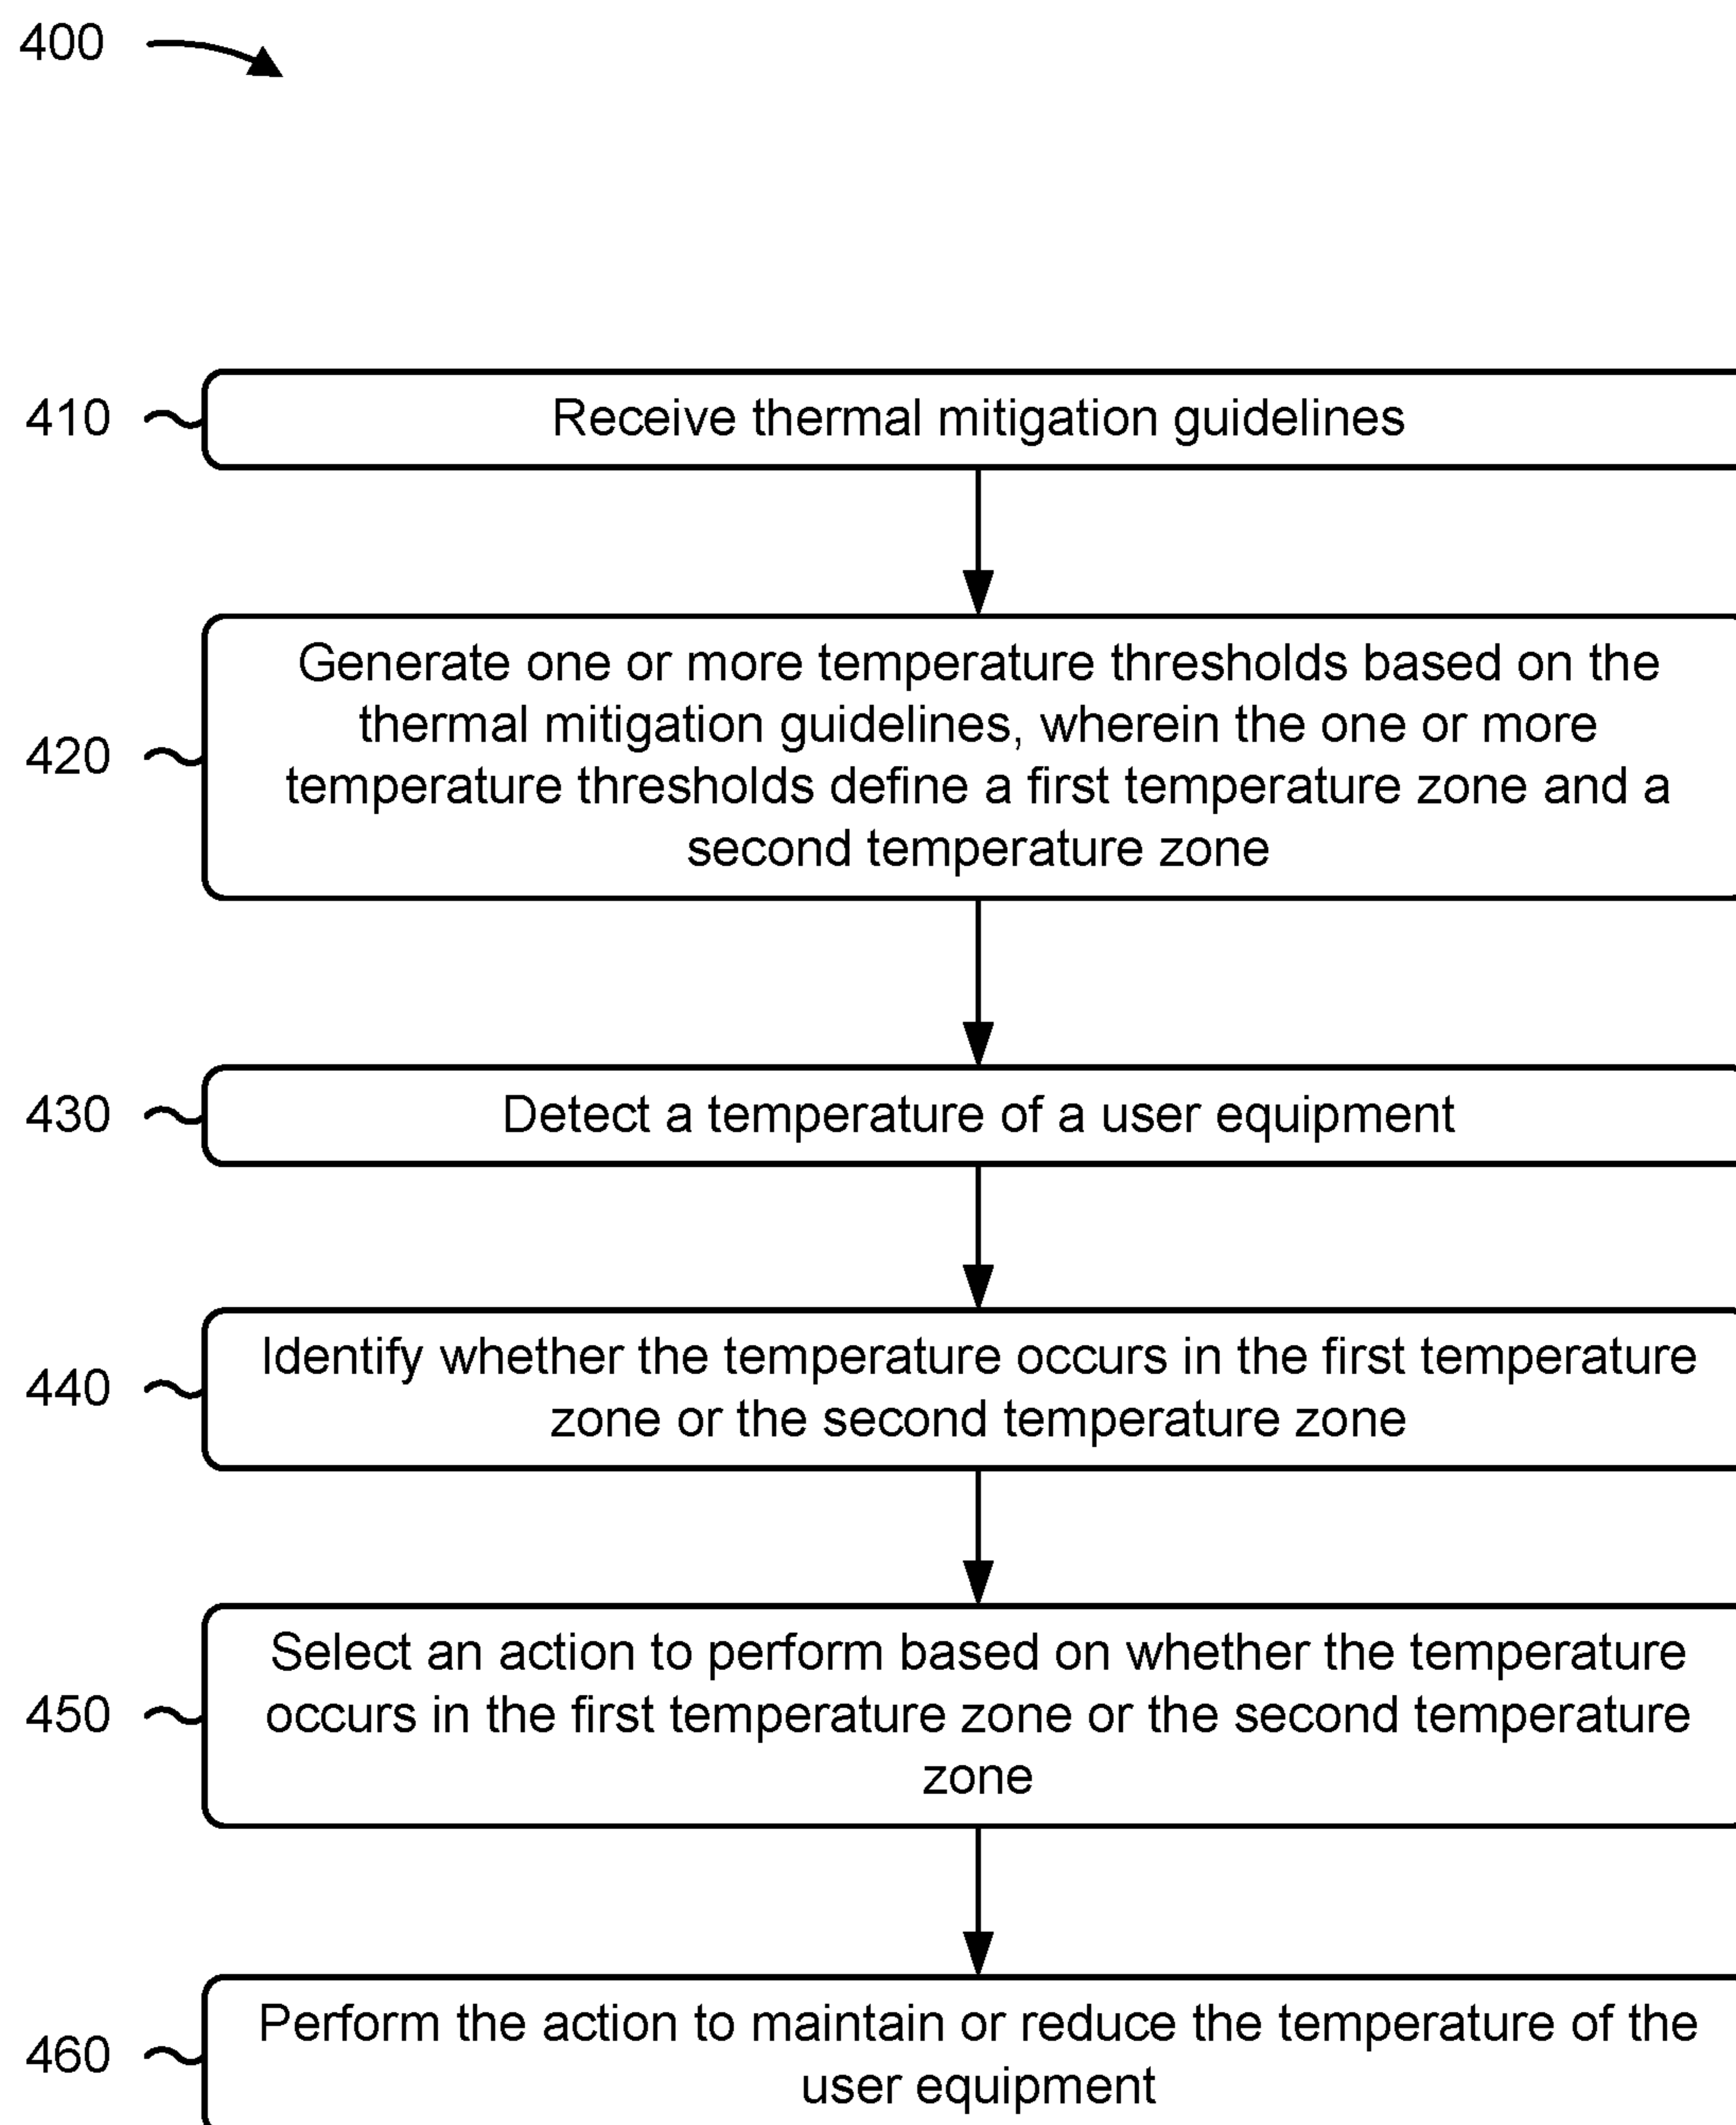 400
410
Receive thermal mitigation guidelines
420
Generate one or more temperature thresholds based on the
thermal mitigation guidelines, wherein the one or more
temperature thresholds define a first temperature zone and a
second temperature zone
430
Detect a temperature of a user equipment
440
Identify whether the temperature occurs in the first temperature
zone or the second temperature zone
450
Select an action to perform based on whether the temperature
occurs in the first temperature zone or the second temperature
zone
460
Perform the action to maintain or reduce the temperature of the
user equipment